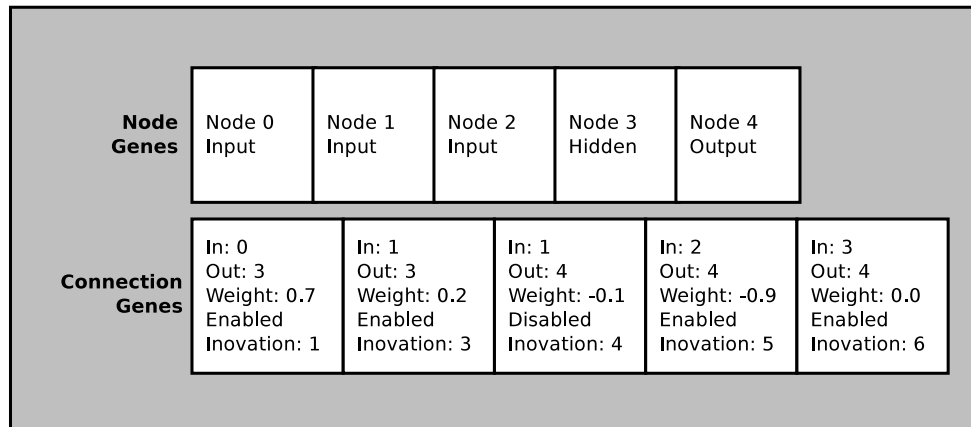 Node
Genes
Node 0
Input
Node 1
Input
Node 2
Input
Node 3
Hidden
Node 4
Output
Connection
Genes
In: 0
Out: 3
Weight: 0.7
Enabled
Inovation: 1
In: 1
Out: 3
Weight: 0.2
Enabled
Inovation: 3
In: 1
Out: 4
Weight: -0.1
Disabled
Inovation: 4
In: 2
Out: 4
Weight: -0.9
Enabled
Inovation: 5
In: 3
Out: 4
Weight: 0.0
Enabled
Inovation: 6